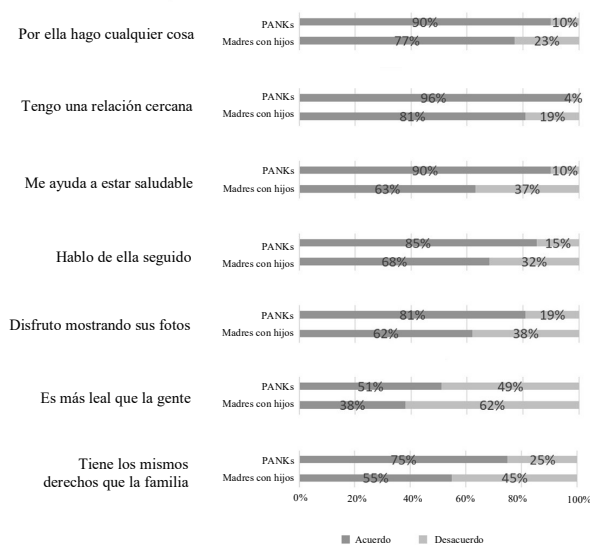 Por ella hago cualquier cosa
PANKs 90% 10%
Madres con hijos 77% 23%
Tengo una relación cercana
PANKs 96% 4%
Madres con hijos 81% 19%
Me ayuda a estar saludable
PANKs 90% 10%
Madres con hijos 63% 37%
Hablo de ella seguido
PANKs 85% 15%
Madres con hijos 68% 32%
Disfruto mostrando sus fotos
PANKs 81% 19%
Madres con hijos 62% 38%
Es más leal que la gente
PANKs 51% 49%
Madres con hijos 38% 62%
Tiene los mismos
derechos que la familia
PANKs 75% 25%
Madres con hijos 55% 45%
0% 20% 40% 60% 80% 100%
Acuerdo Desacuerdo